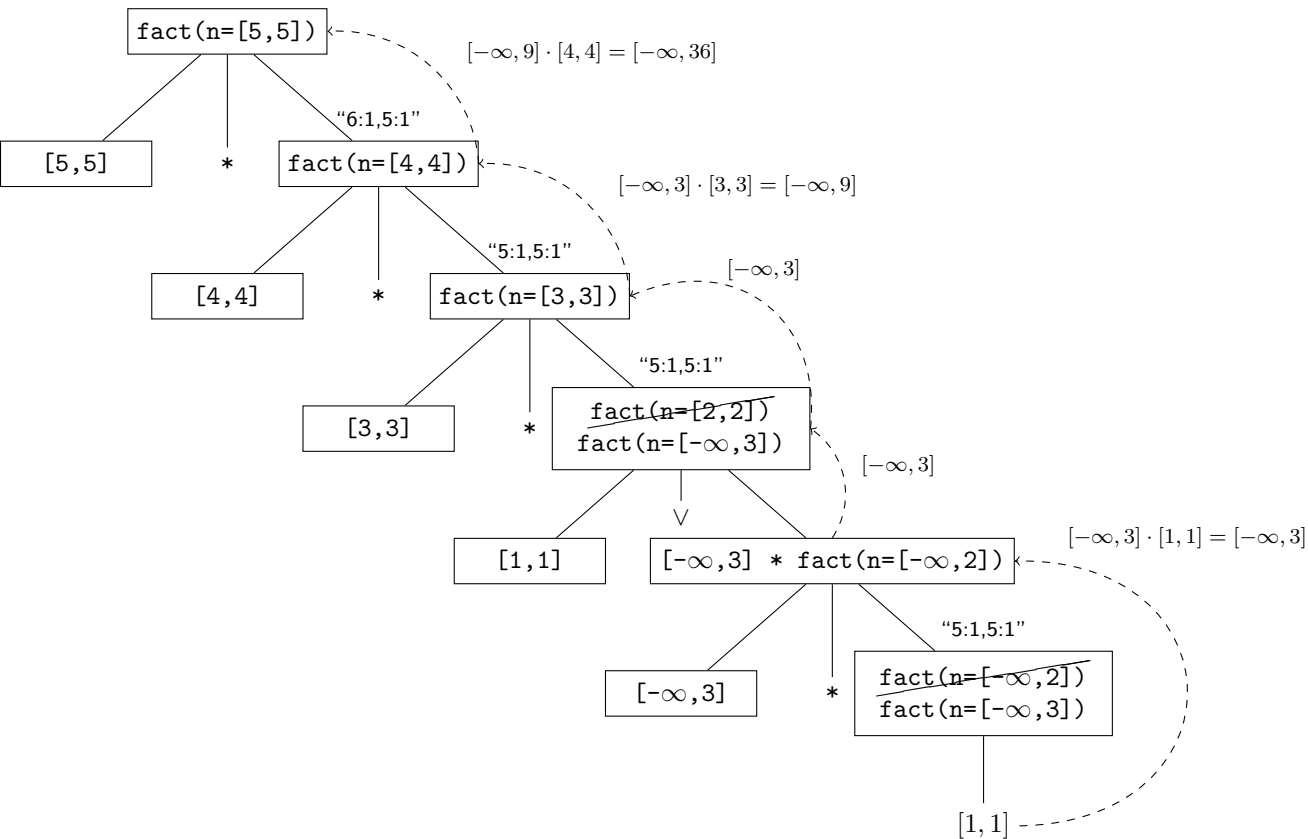 fact(n=[5,5])
[−∞, 9] · [4, 4] = [−∞, 36]
“6:1,5:1”
[5,5]
*
fact(n=[4,4])
[−∞, 3] · [3, 3] = [−∞, 9]
“5:1,5:1”
[−∞, 3]
[4,4]
*
fact(n=[3,3])
“5:1,5:1”
fact(n=[2,2])
fact(n=[-∞,3])
[3,3]
*
[−∞, 3]
∨
[1,1]
[-∞,3] * fact(n=[-∞,2])
[−∞, 3] · [1, 1] = [−∞, 3]
“5:1,5:1”
fact(n=[-∞,2])
fact(n=[-∞,3])
[-∞,3]
*
[1, 1]